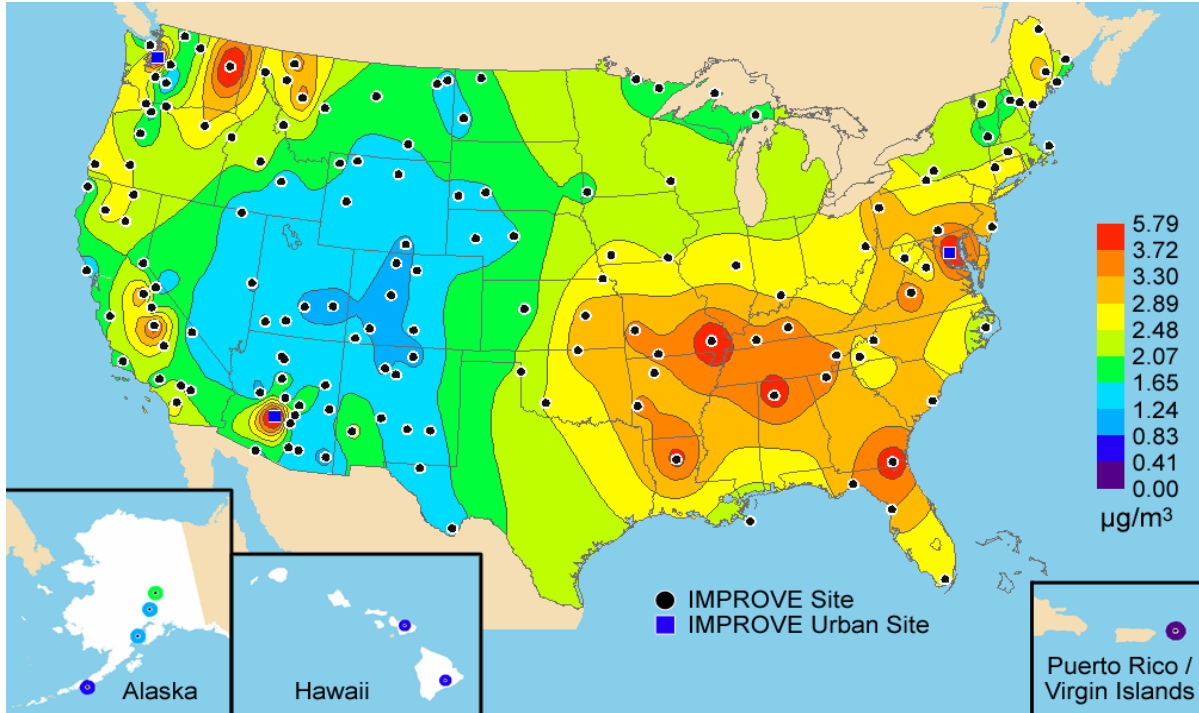 5.79
3.72
3.30
2.89
2.48
2.07
1.65
1.24
0.83
0.41
0.00
µg/m³
IMPROVE Site
IMPROVE Urban Site
Alaska
Hawaii
Puerto Rico /
Virgin Islands